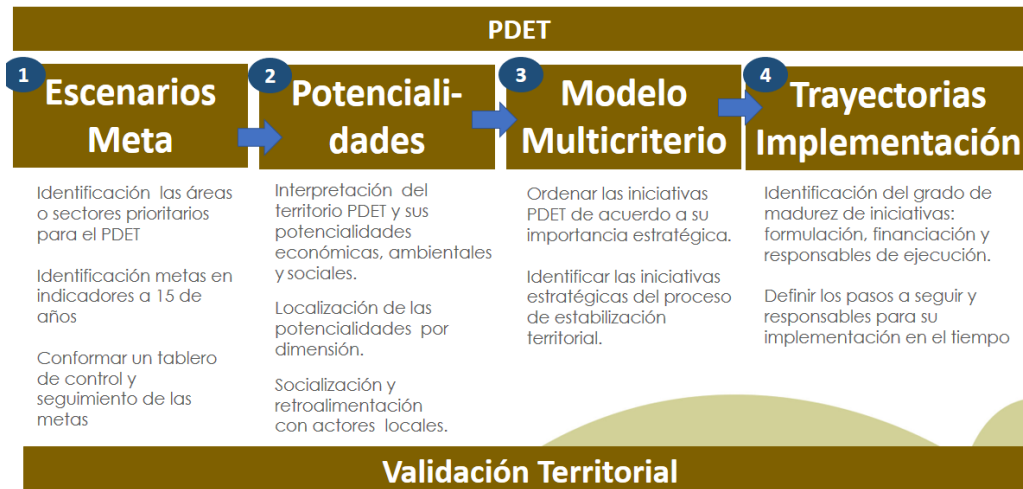 PDET
1
Escenarios
Meta
Identificación las áreas
o sectores prioritarios
para el PDET
Identificación metas en
indicadores a 15 de
años
Conformar un tablero
de control y
seguimiento de las
metas
2
Potenciali-
dades
Interpretación del
territorio PDET y sus
potencialidades
económicas, ambientales
y sociales.
Localización de las
potencialidades por
dimensión.
Socialización y
retroalimentación
con actores locales.
3
Modelo
Multicriterio
Ordenar las iniciativas
PDET de acuerdo a su
importancia estratégica.
Identificar las iniciativas
estratégicas del proceso
de estabilización
territorial.
4
Trayectorias
Implementación
Identificación del grado de
madurez de iniciativas:
formulación, financiación y
responsables de ejecución.
Definir los pasos a seguir y
responsables para su
implementación en el tiempo
Validación Territorial